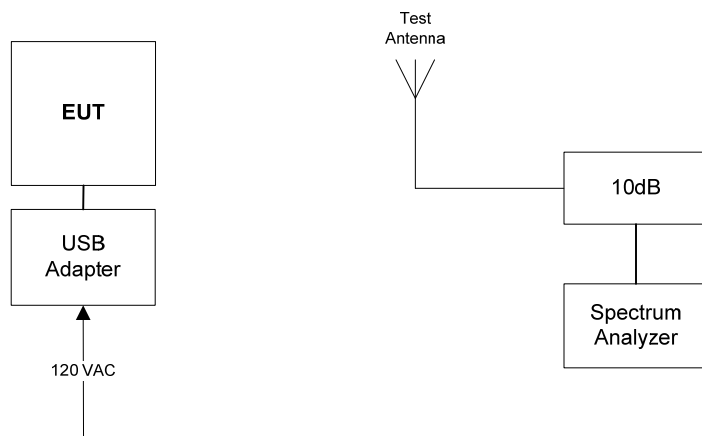 Test
Antenna
EUT
10dB
USB
Adapter
Spectrum
Analyzer
120 VAC